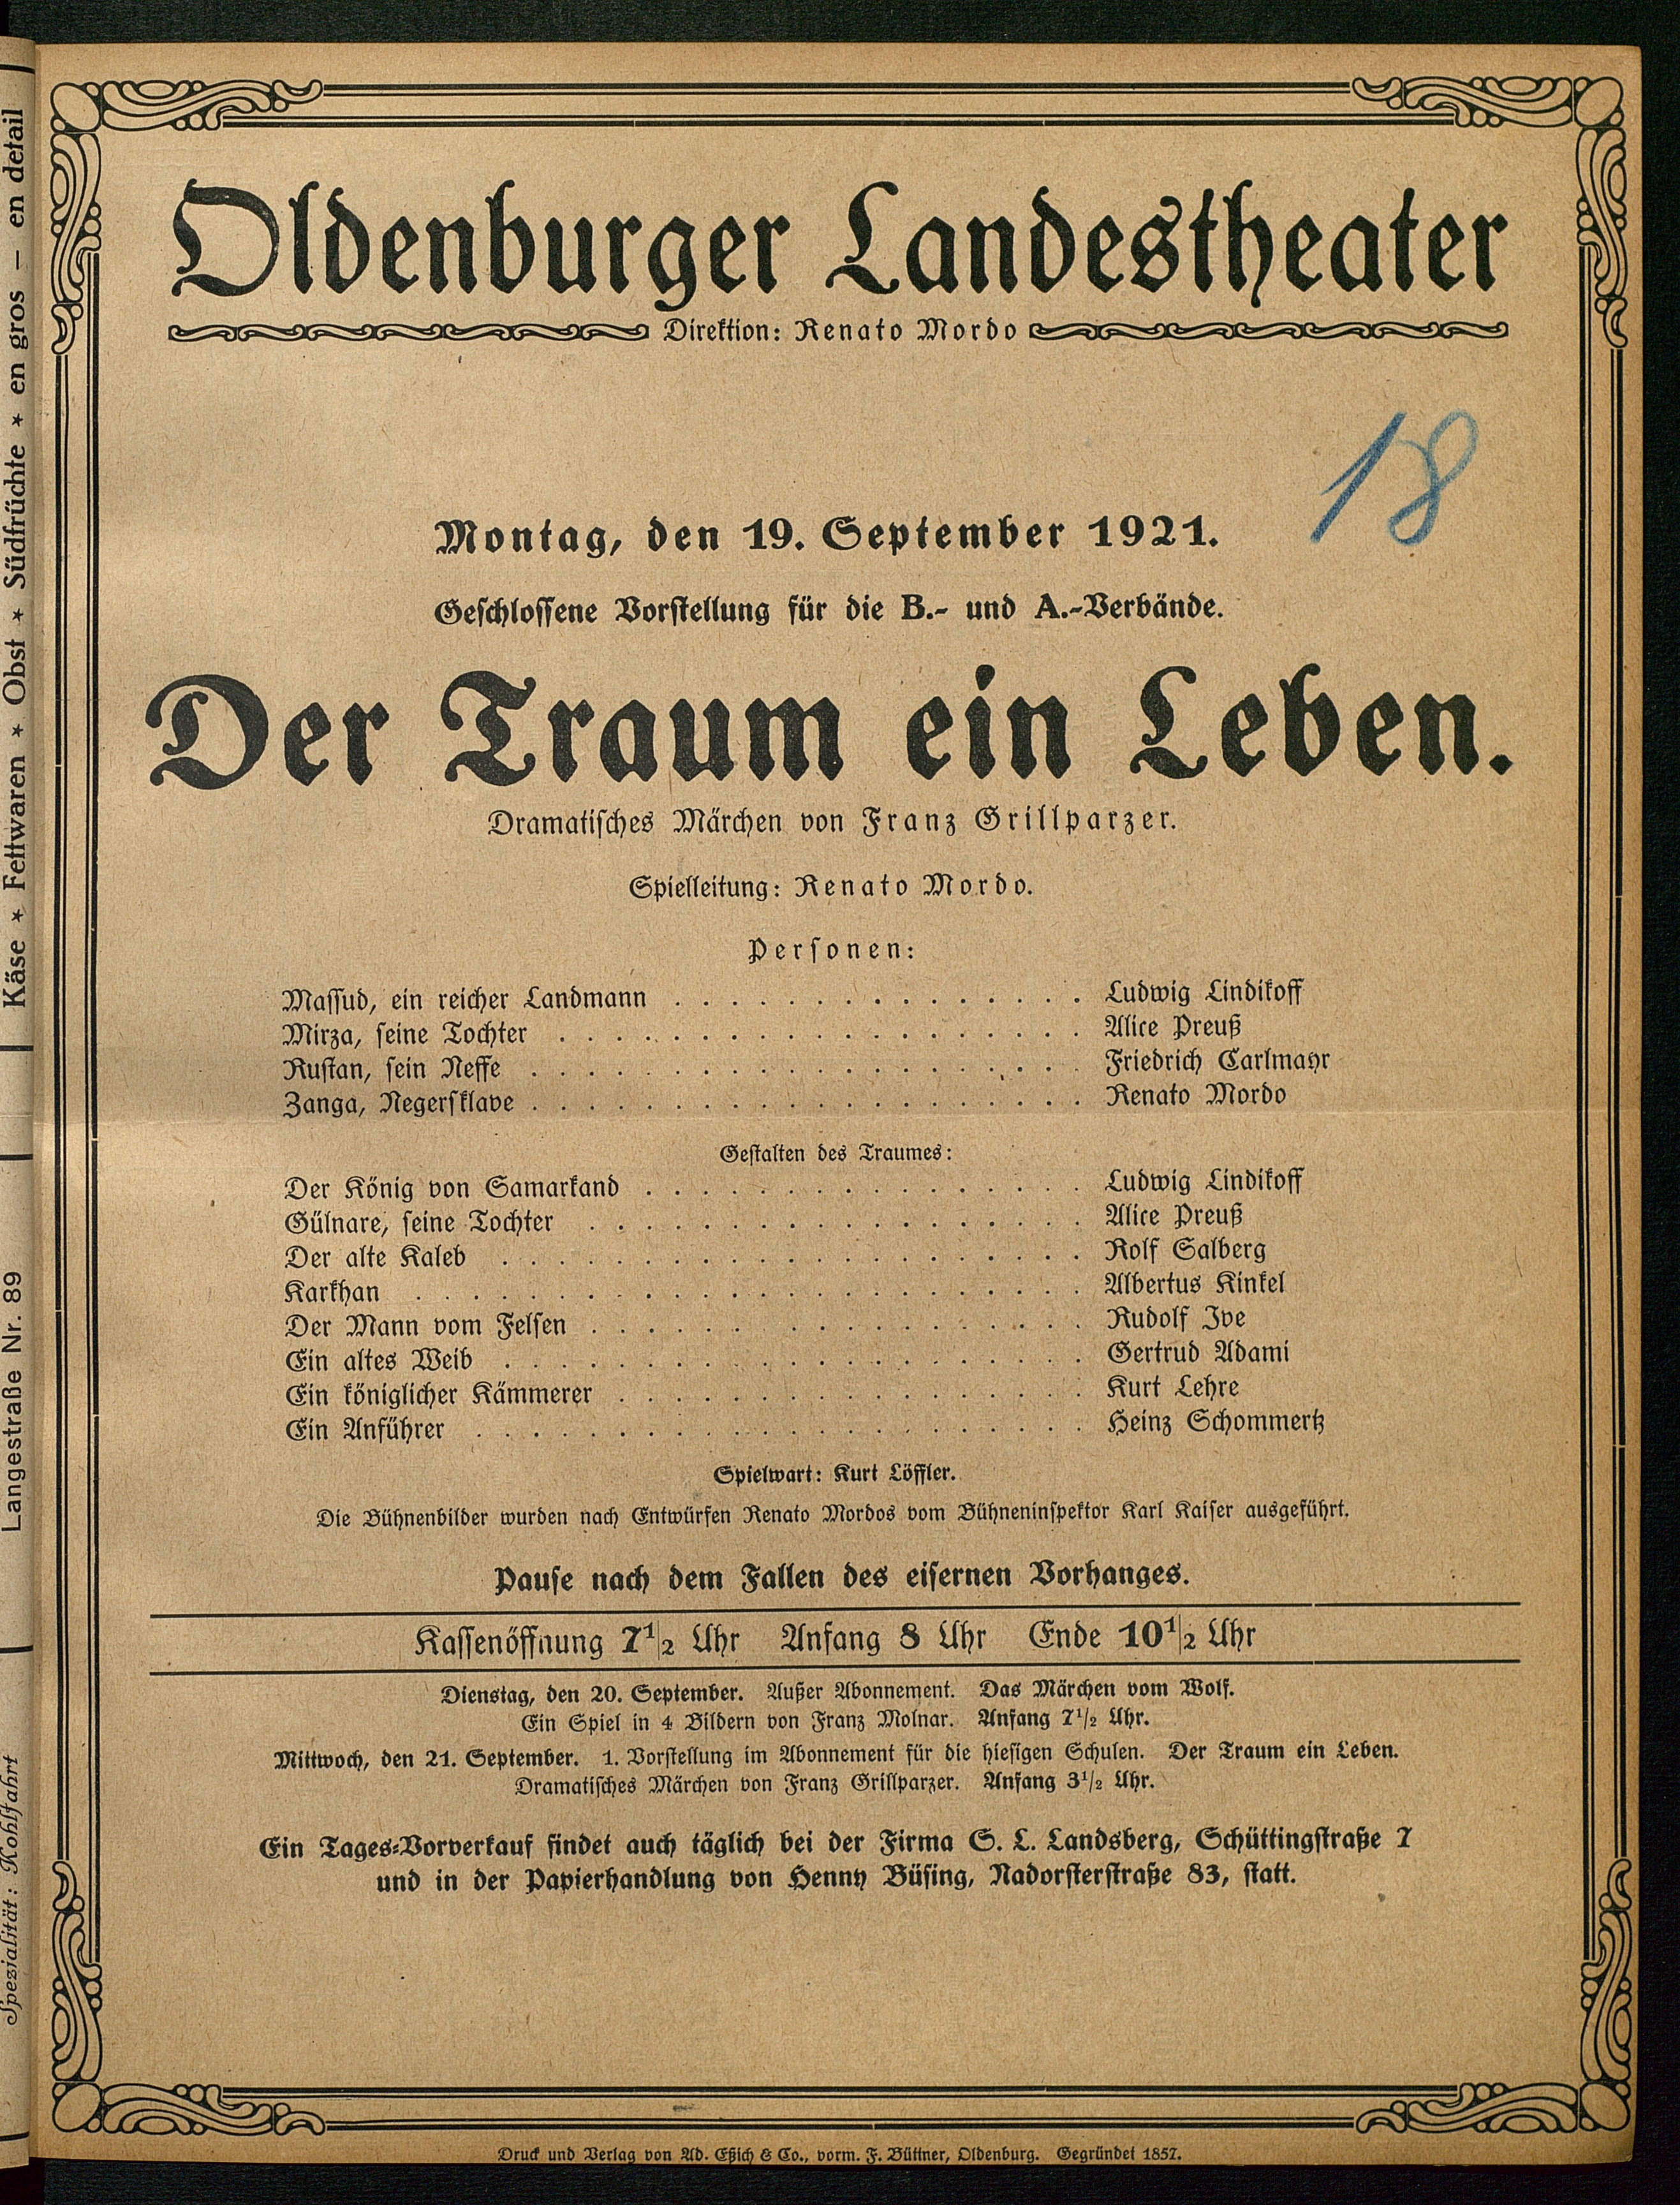 Oldenburger Landestheater
Direktion: Renato Mordo
18
Montag, den 19. September 1921.
Geschlossene Vorstellung für die B.- und A.-Verbände.
Der Traum ein Leben.
Dramatisches Märchen von Franz Grillparzer.
Spielleitung: Renato Mordo.
Personen:
Massud, ein reicher Landmann . . . . . . . . . . . . . . . Ludwig Lindikoff
Mirza, seine Tochter . . . . . . . . . . . . . . . . . . . Alice Preuß
Rustan, sein Neffe . . . . . . . . . . . . . . . . . . . . Friedrich Carlmayr
Zanga, Negersklave . . . . . . . . . . . . . . . . . . . . Renato Mordo
Gestalten des Traumes:
Der König von Samarkand . . . . . . . . . . . . . . . . Ludwig Lindikoff
Gülnare, seine Tochter . . . . . . . . . . . . . . . . . . Alice Preuß
Der alte Kaleb . . . . . . . . . . . . . . . . . . . . . Rolf Salberg
Karkhan . . . . . . . . . . . . . . . . . . . . . . . . Albertus Kinkel
Der Mann vom Felsen . . . . . . . . . . . . . . . . . . Rudolf Ive
Ein altes Weib . . . . . . . . . . . . . . . . . . . . . Gertrud Adami
Ein königlicher Kämmerer . . . . . . . . . . . . . . . . . Kurt Lehre
Ein Anführer . . . . . . . . . . . . . . . . . . . . . . Heinz Schommertz
Spielwart: Kurt Löffler.
Die Bühnenbilder wurden nach Entwürfen Renato Mordos vom Bühneninspektor Karl Kaiser ausgeführt.
Pause nach dem Fallen des eisernen Vorhanges.
Kassenöffnung 7 1/2 Uhr Anfang 8 Uhr Ende 10 1/2 Uhr
Dienstag, den 20. September. Außer Abonnement. Das Märchen vom Wolf.
Ein Spiel in 4 Bildern von Franz Molnar. Anfang 7 1/2 Uhr.
Mittwoch, den 21. September. 1. Vorstellung im Abonnement für die hiesigen Schulen. Der Traum ein Leben.
Dramatisches Märchen von Franz Grillparzer. Anfang 3 1/2 Uhr.
Ein Tages-Vorverkauf findet auch täglich bei der Firma S. L. Landsberg, Schüttingstraße 7
und in der Papierhandlung von Henny Büsing, Nadorsterstraße 83, statt.
Druck und Verlag von Ad. Eßich & Co., vorm. F. Büttner, Oldenburg. Gegründet 1857.
Käse * Fettwaren * Obst * Südfrüchte * en gros – en detail
Langestraße Nr. 89
Spezialität: Kohlfahrt